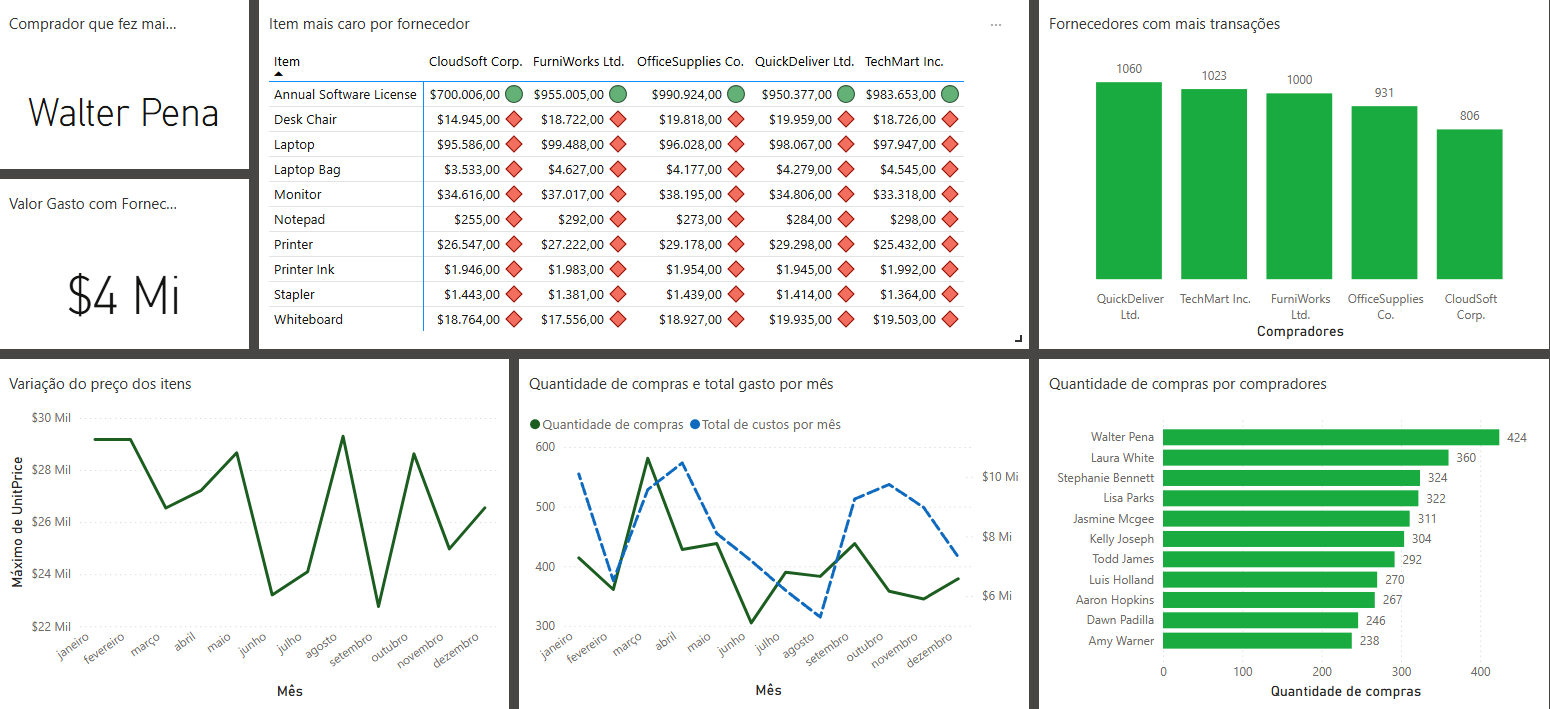 Comprador que fez mai...
Walter Pena
Valor Gasto com Fornec...
$4 Mi
Item mais caro por fornecedor
...
Item CloudSoft Corp. FurniWorks Ltd. OfficeSupplies Co. QuickDeliver Ltd. TechMart Inc.
Annual Software License $700.006,00 $955.005,00 $990.924,00 $950.377,00 $983.653,00
Desk Chair $14.945,00 $18.722,00 $19.818,00 $19.959,00 $18.726,00
Laptop $95.586,00 $99.488,00 $96.028,00 $98.067,00 $97.947,00
Laptop Bag $3.533,00 $4.627,00 $4.177,00 $4.279,00 $4.545,00
Monitor $34.616,00 $37.017,00 $38.195,00 $34.806,00 $33.318,00
Notepad $255,00 $292,00 $273,00 $284,00 $298,00
Printer $26.547,00 $27.222,00 $29.178,00 $29.298,00 $25.432,00
Printer Ink $1.946,00 $1.983,00 $1.954,00 $1.945,00 $1.992,00
Stapler $1.443,00 $1.381,00 $1.439,00 $1.414,00 $1.364,00
Whiteboard $18.764,00 $17.556,00 $18.927,00 $19.935,00 $19.503,00
Fornecedores com mais transações
1060 1023 1000 931 806
QuickDeliver TechMart Inc. FurniWorks OfficeSupplies CloudSoft
Ltd. Ltd. Co. Corp.
Compradores
Variação do preço dos itens
Máximo de UnitPrice
$30 Mil
$28 Mil
$26 Mil
$24 Mil
$22 Mil
janeiro fevereiro março abril maio junho julho agosto setembro outubro novembro dezembro
Mês
Quantidade de compras e total gasto por mês
Quantidade de compras Total de custos por mês
600
500 $10 Mi
400 $8 Mi
300 $6 Mi
janeiro fevereiro março abril maio junho julho agosto setembro outubro novembro dezembro
Mês
Quantidade de compras por compradores
Walter Pena 424
Laura White 360
Stephanie Bennett 324
Lisa Parks 322
Jasmine Mcgee 311
Kelly Joseph 304
Todd James 292
Luis Holland 270
Aaron Hopkins 267
Dawn Padilla 246
Amy Warner 238
0 100 200 300 400
Quantidade de compras